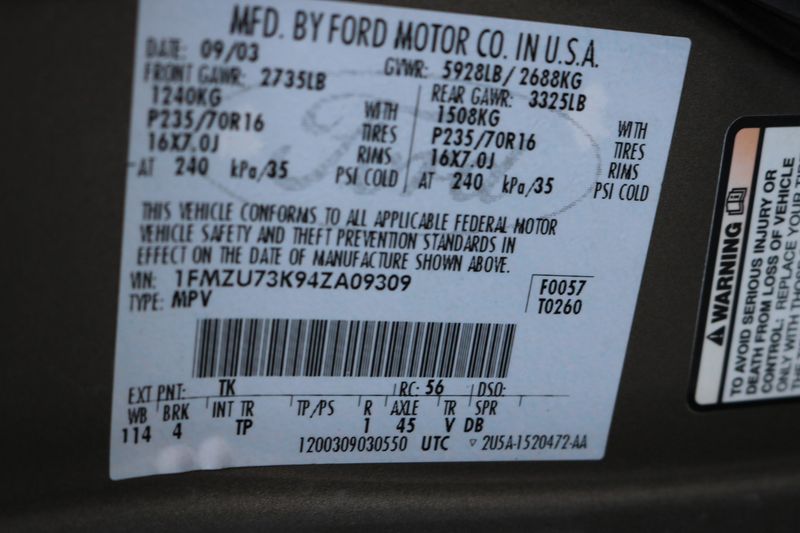 MFD. BY FORD MOTOR CO. IN U.S.A.
DATE: 09/03 GVWR: 5928LB/ 2688KG
FRONT GAWR: 2735LB REAR GAWR: 3325LB
1240KG WITH 1508KG WITH
P235/70R16 TIRES P235/70R16 TIRES
16X7.0J RIMS 16X7.0J RIMS
AT 240 kPa/35 PSI COLD AT 240 kPa/35 PSI COLD
Ford
THIS VEHICLE CONFORMS TO ALL APPLICABLE FEDERAL MOTOR
VEHICLE SAFETY AND THEFT PREVENTION STANDARDS IN
EFFECT ON THE DATE OF MANUFACTURE SHOWN ABOVE.
VIN: 1FMZU73K94ZA09309 F0057
TYPE: MPV T0260
EXT PNT: TK RC: 56 DSO:
WB BRK INT TR TP/PS R AXLE TR SPR
114 4 TP 1 45 V DB
1200309030550 UTC 2U5A-1520472-AA
WARNING
TO AVOID SERIOUS INJURY OR
DEATH FROM LOSS OF VEHICLE
CONTROL: REPLACE YOUR
ONLY WITH